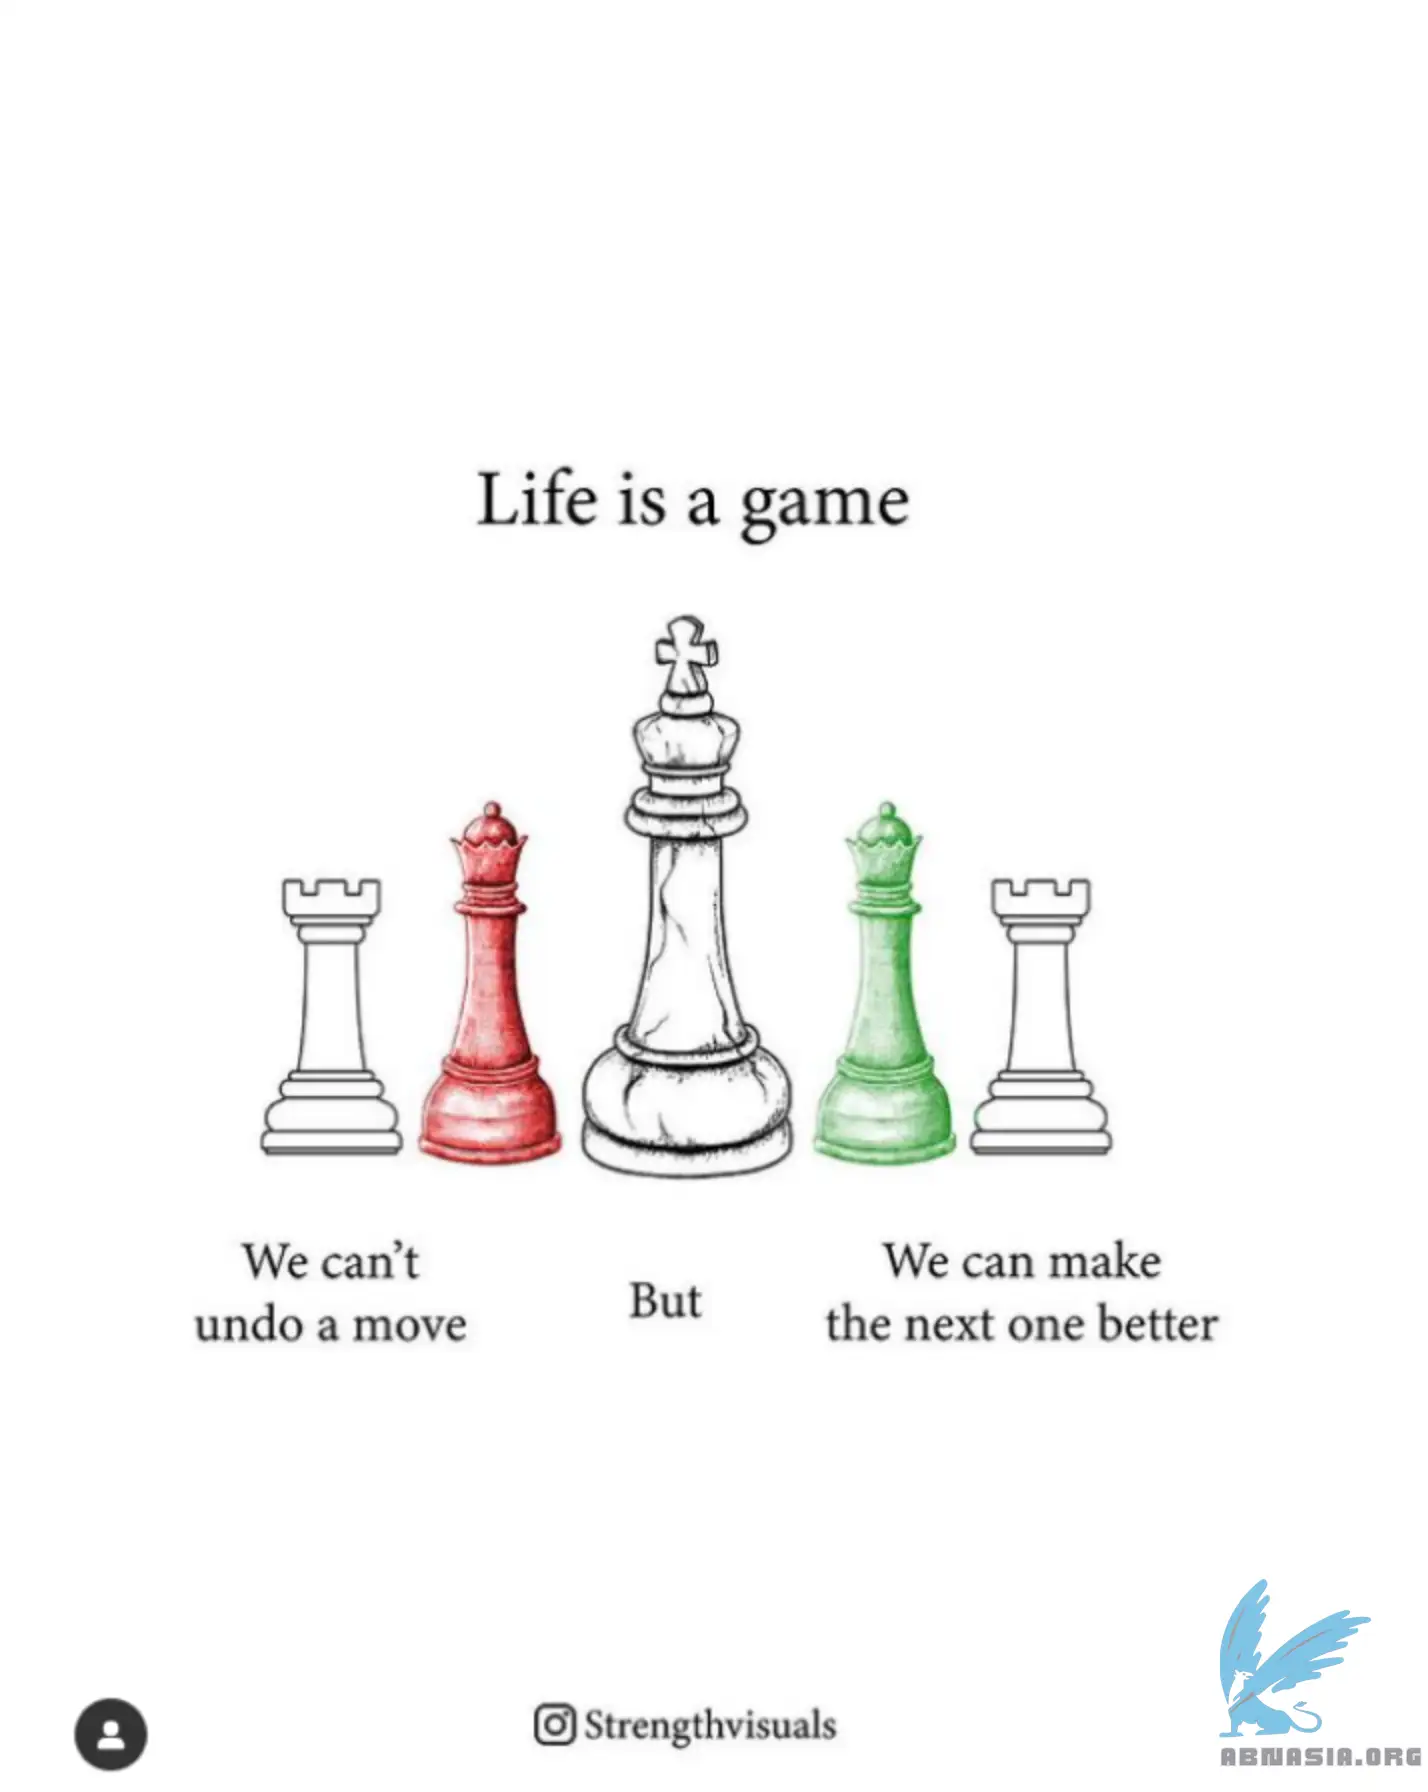 Life is a game
We can't
undo a move
But
We can make
the next one better
Strengthvisuals
ABNASIA.ORG